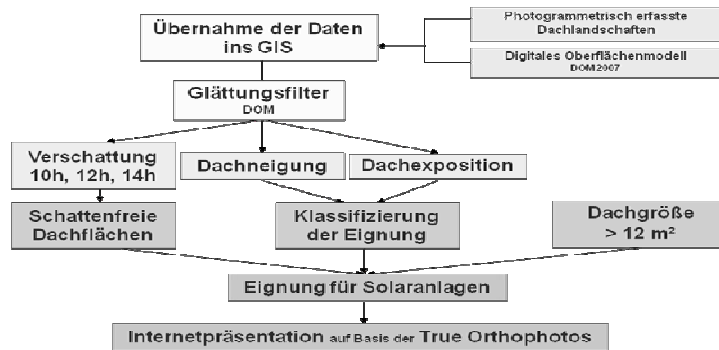 Übernahme der Daten
ins GIS
Photogrammetrisch erfasste
Dachlandschaften
Digitales Oberflächenmodell
DOM2007
Glättungsfilter
DOM
Verschattung
10h, 12h, 14h
Dachneigung
Dachexposition
Schattenfreie
Dachflächen
Klassifizierung
der Eignung
Dachgröße
> 12 m²
Eignung für Solaranlagen
Internetpräsentation auf Basis der True Orthophotos